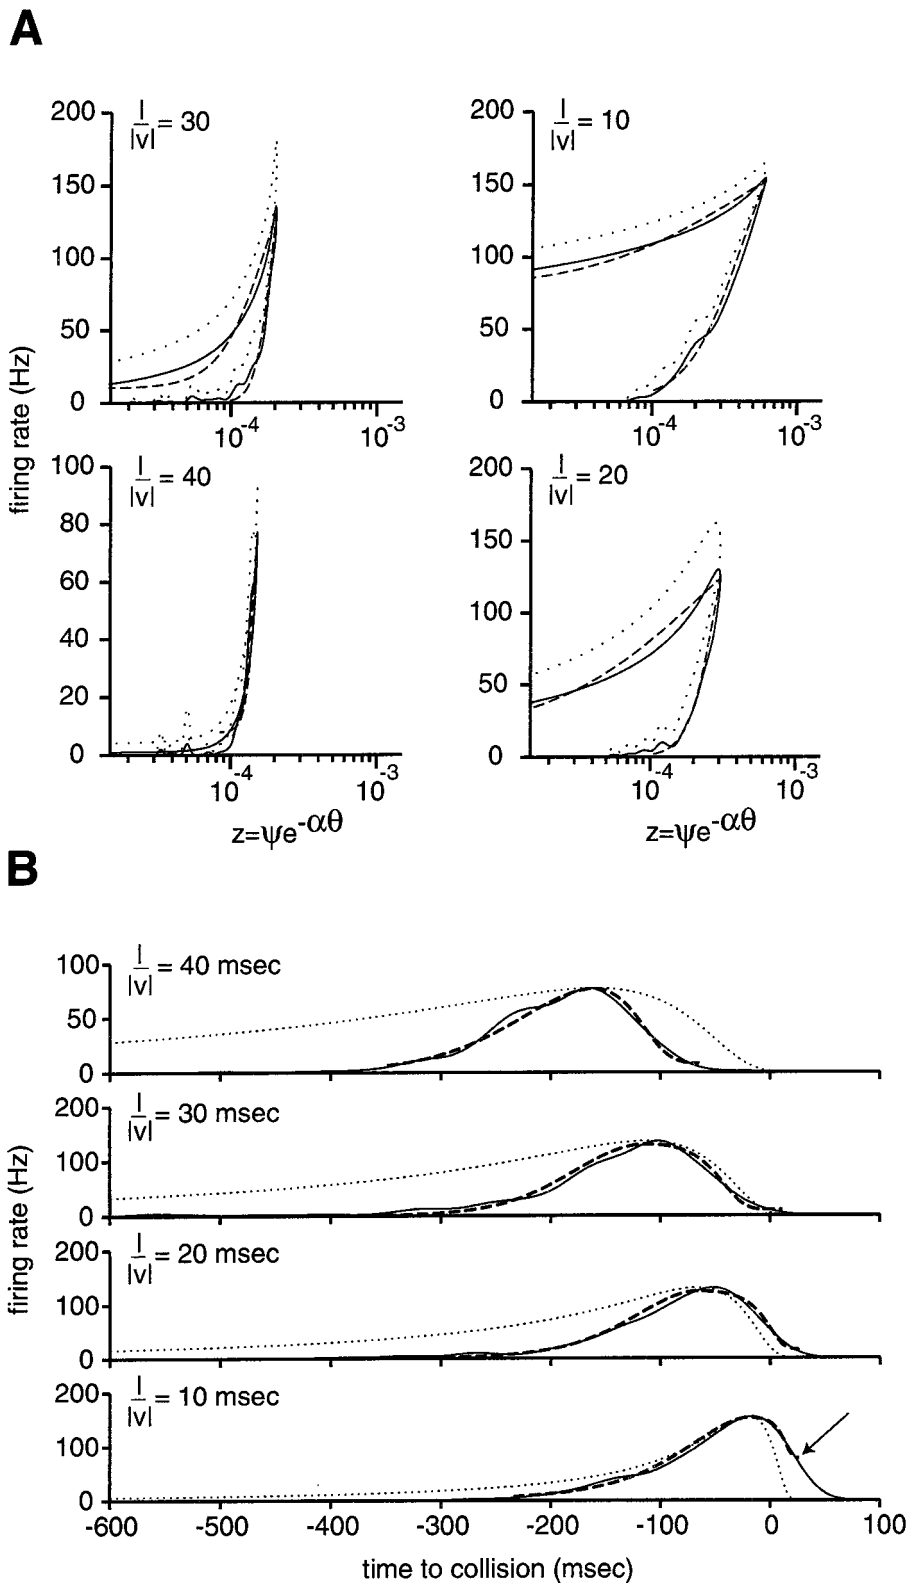 A
l/|v| = 30
200
150
100
50
0
10-4
10-3
l/|v| = 10
200
150
100
50
0
10-4
10-3
firing rate (Hz)
l/|v| = 40
100
80
60
40
20
0
10-4
10-3
z=ψe-αθ
l/|v| = 20
200
150
100
50
0
10-4
10-3
z=ψe-αθ
B
l/|v| = 40 msec
100
50
0
l/|v| = 30 msec
200
100
0
firing rate (Hz)
l/|v| = 20 msec
200
100
0
l/|v| = 10 msec
200
100
0
-600 -500 -400 -300 -200 -100 0 100
time to collision (msec)